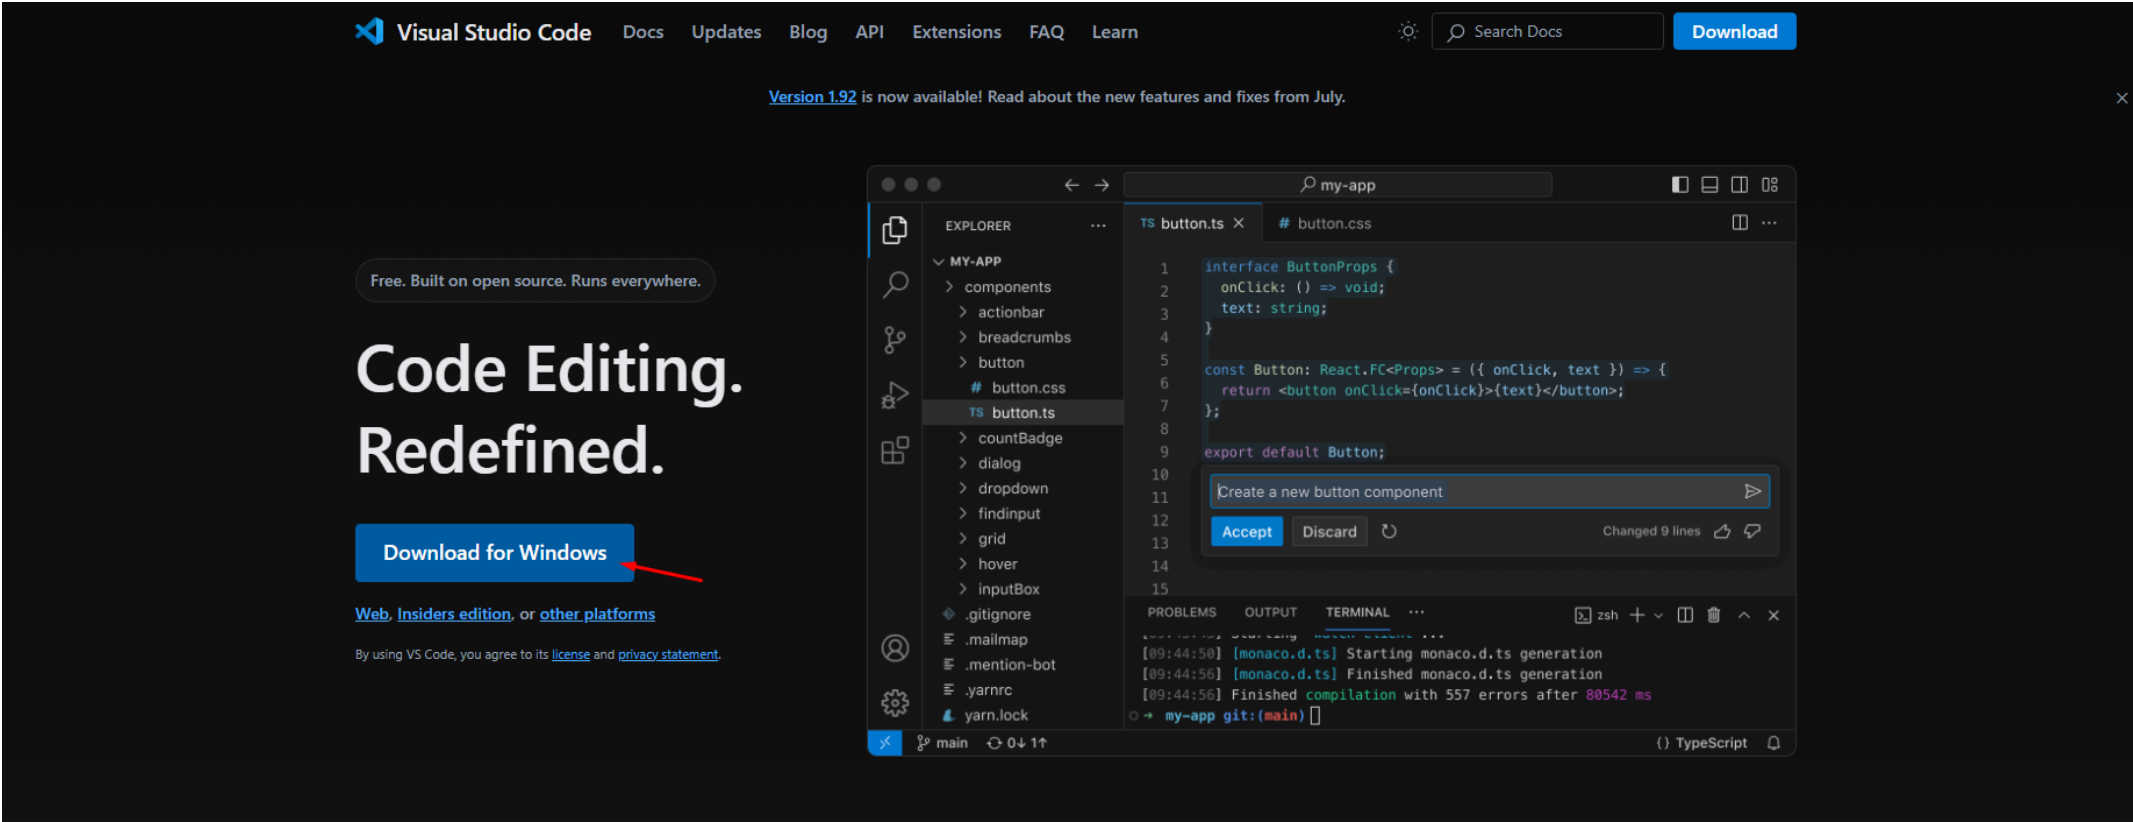 Visual Studio Code Docs Updates Blog API Extensions FAQ Learn Search Docs Download
Version 1.92 is now available! Read about the new features and fixes from July.
Free. Built on open source. Runs everywhere.
Code Editing.
Redefined.
Download for Windows
Web, Insiders edition, or other platforms
By using VS Code, you agree to its license and privacy statement.
my-app
EXPLORER
MY-APP
components
actionbar
breadcrumbs
button
# button.css
TS button.ts
countBadge
dialog
dropdown
findinput
grid
hover
inputBox
.gitignore
.mailmap
.mention-bot
.yarnrc
yarn.lock
TS button.ts # button.css
1 interface ButtonProps {
2 onClick: () => void;
3 text: string;
4 }
5
6 const Button: React.FC<Props> = ({ onClick, text }) => {
7 return <button onClick={onClick}>{text}</button>;
8 };
9 export default Button;
10
11
12
13
14
15
Create a new button component
Accept Discard Changed 9 lines
PROBLEMS OUTPUT TERMINAL ... zsh
[09:44:50] [monaco.d.ts] Starting monaco.d.ts generation
[09:44:56] [monaco.d.ts] Finished monaco.d.ts generation
[09:44:56] Finished compilation with 557 errors after 80542 ms
my-app git:(main)
main 0↓ 1↑ {} TypeScript